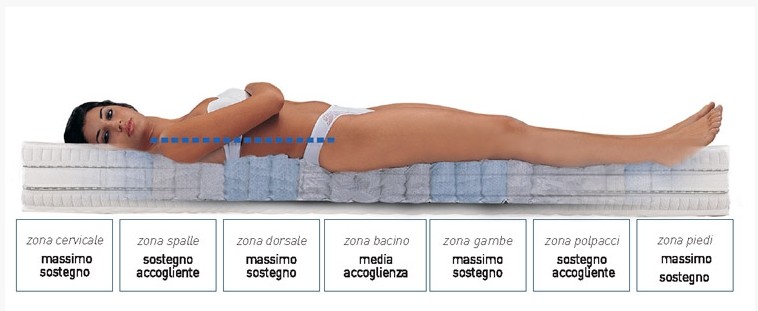 zona cervicale
massimo
sostegno
zona spalle
sostegno
accogliente
zona dorsale
massimo
sostegno
zona bacino
media
accoglienza
zona gambe
massimo
sostegno
zona polpacci
sostegno
accogliente
zona piedi
massimo
sostegno